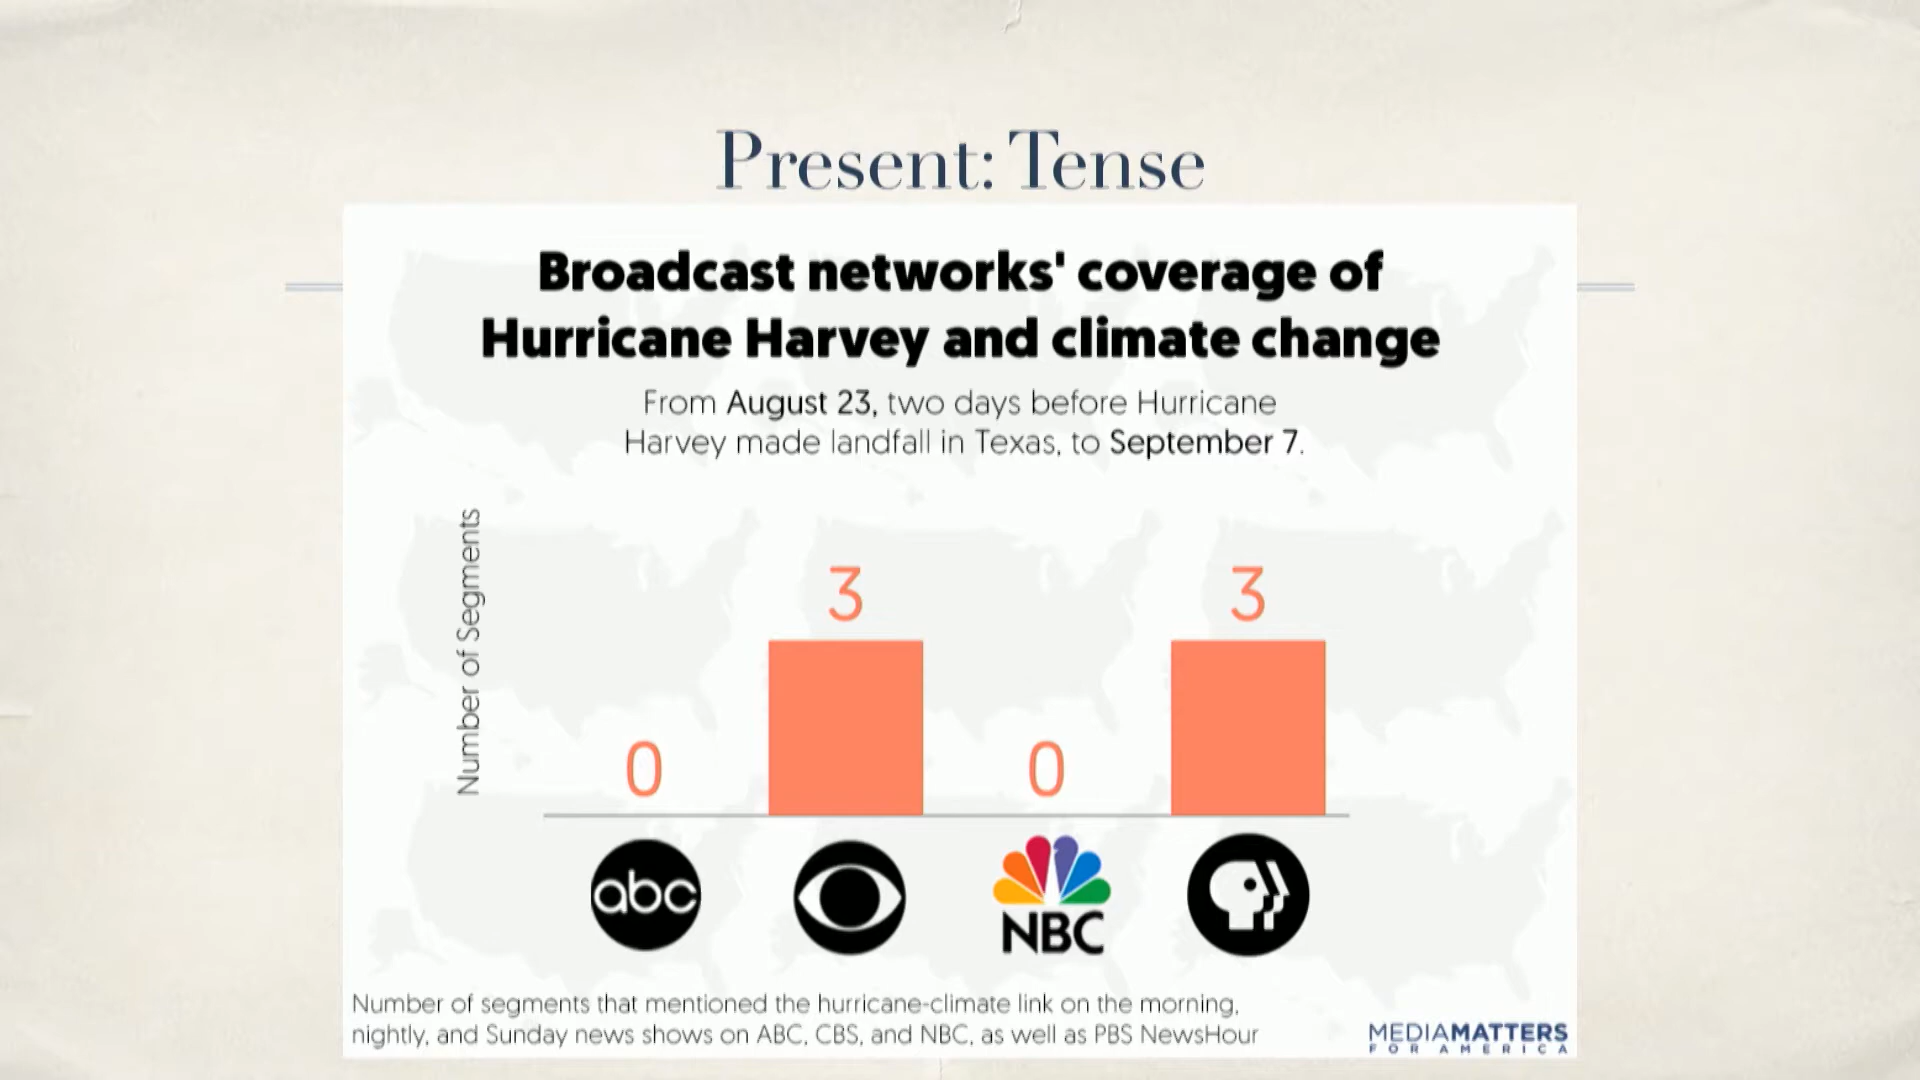 Present: Tense
Broadcast networks' coverage of
Hurricane Harvey and climate change
From August 23, two days before Hurricane
Harvey made landfall in Texas, to September 7.
Number of Segments
0
3
0
3
abc
NBC
Number of segments that mentioned the hurricane-climate link on the morning,
nightly, and Sunday news shows on ABC, CBS, and NBC, as well as PBS NewsHour
MEDIAMATTERS
FOR AMERICA